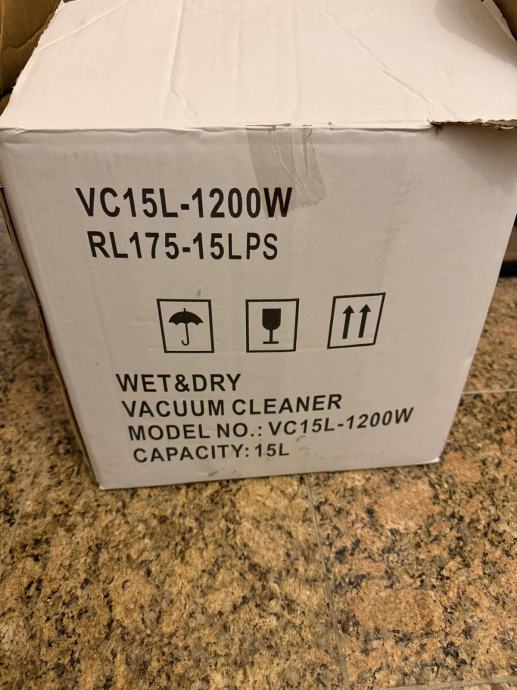 VC15L-1200W
RL175-15LPS
WET&DRY
VACUUM CLEANER
MODEL NO.: VC15L-1200W
CAPACITY: 15L